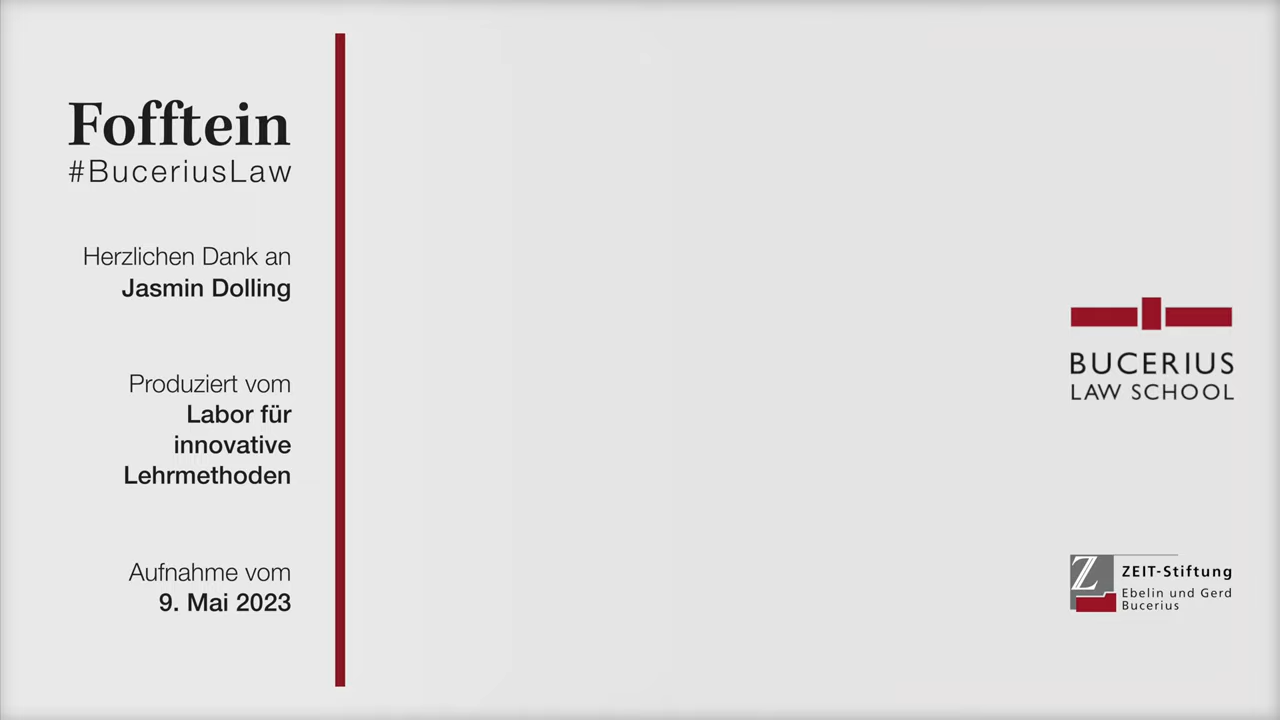 Fofftein
#BuceriusLaw
Herzlichen Dank an
Jasmin Dolling
Produziert vom
Labor für
innovative
Lehrmethoden
Aufnahme vom
9. Mai 2023
BUCERIUS
LAW SCHOOL
Z
ZEIT-Stiftung
Ebelin und Gerd
Bucerius